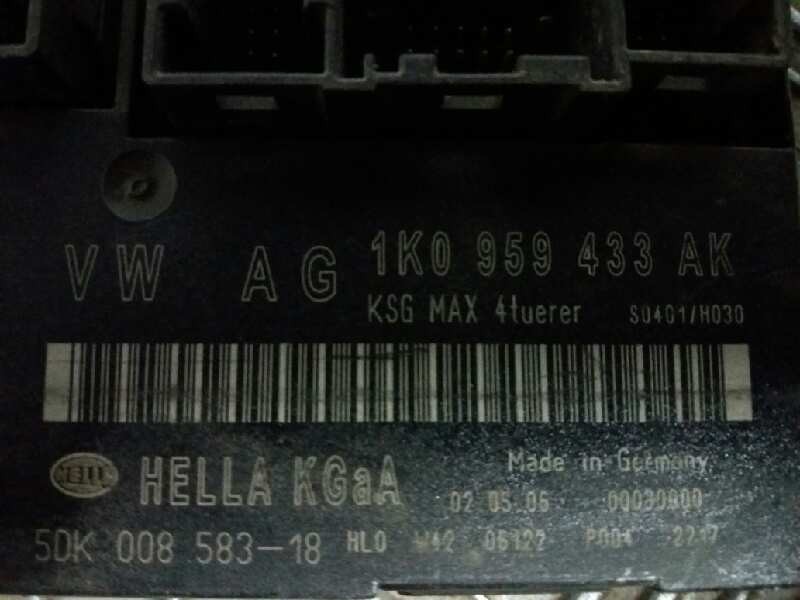 VW AG 1K0 959 433 AK
KSG MAX 4tuerer S0401/H030
HELLA
HELLA KGaA Made in Germany
02.05.06 00030900
5DK 008 583-18 HL0 W42 06122 P004